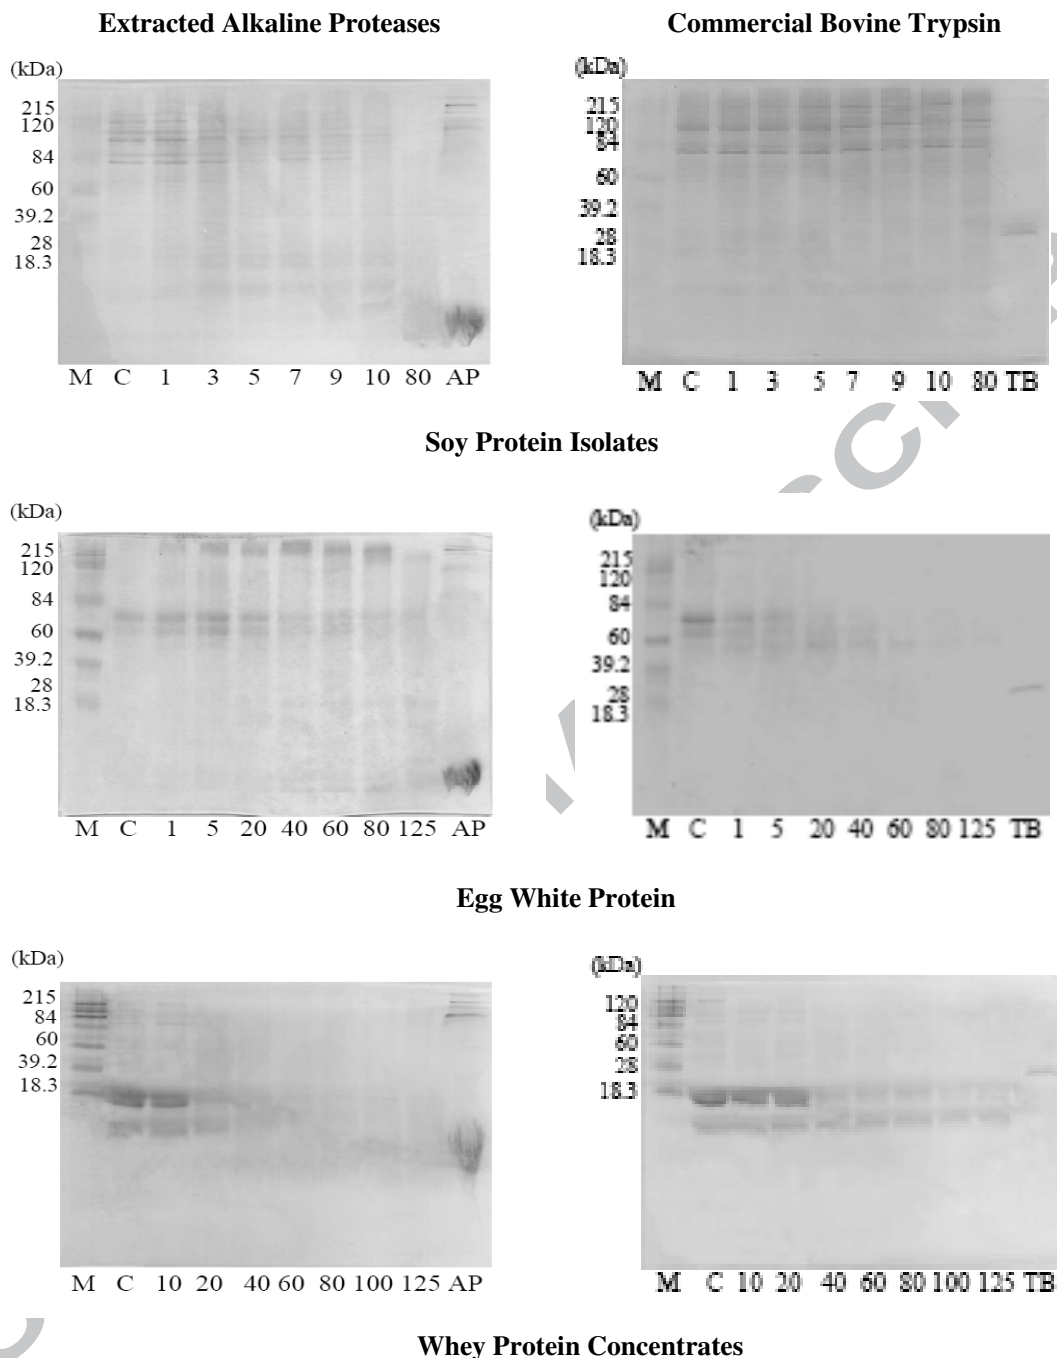 Extracted Alkaline Proteases
Commercial Bovine Trypsin
(kDa)
215
120
84
60
39.2
28
18.3
M C 1 3 5 7 9 10 80 AP
(kDa)
215
120
84
60
39.2
28
18.3
M C 1 3 5 7 9 10 80 TB
Soy Protein Isolates
(kDa)
215
120
84
60
39.2
28
18.3
M C 1 5 20 40 60 80 125 AP
(kDa)
215
120
84
60
39.2
28
18.3
M C 1 5 20 40 60 80 125 TB
Egg White Protein
(kDa)
215
84
60
39.2
18.3
M C 10 20 40 60 80 100 125 AP
(kDa)
120
84
60
28
18.3
M C 10 20 40 60 80 100 125 TB
Whey Protein Concentrates